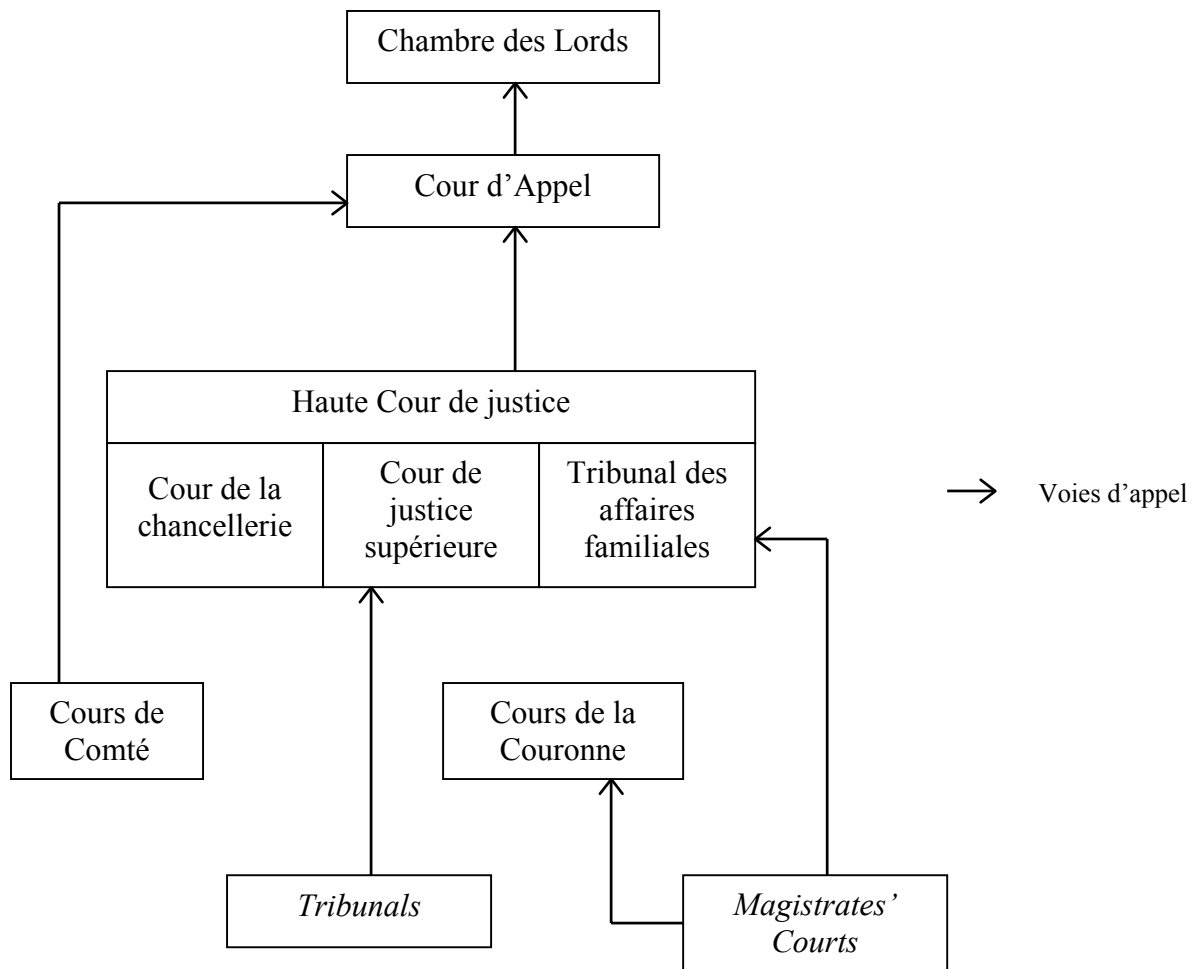 Chambre des Lords
Cour d’Appel
Haute Cour de justice
Cour de la
chancellerie
Cour de
justice
supérieure
Tribunal des
affaires
familiales
Voies d’appel
Cours de
Comté
Cours de la
Couronne
Tribunals
Magistrates’
Courts